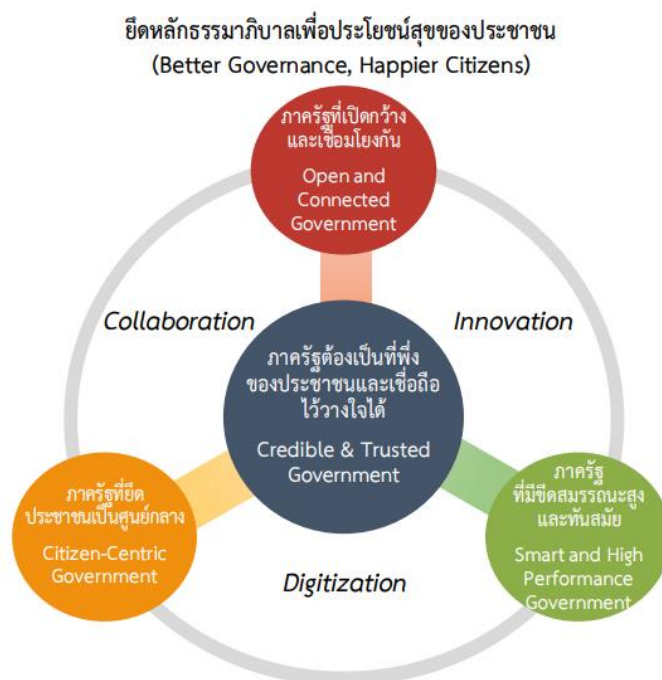 ยึดหลักธรรมาภิบาลเพื่อประโยชน์สุขของประชาชน
(Better Governance, Happier Citizens)
ภาครัฐที่เปิดกว้าง
และเชื่อมโยงกัน
Open and
Connected
Government
Collaboration
Innovation
ภาครัฐต้องเป็นที่พึ่ง
ของประชาชนและเชื่อถือ
ไว้วางใจได้
Credible & Trusted
Government
ภาครัฐที่ยึด
ประชาชนเป็นศูนย์กลาง
Citizen-Centric
Government
ภาครัฐ
ที่มีขีดสมรรถนะสูง
และทันสมัย
Smart and High
Performance
Government
Digitization